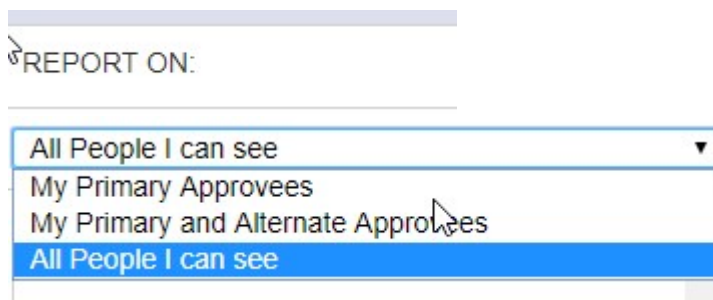 REPORT ON:
All People I can see
My Primary Approvees
My Primary and Alternate Approvees
All People I can see